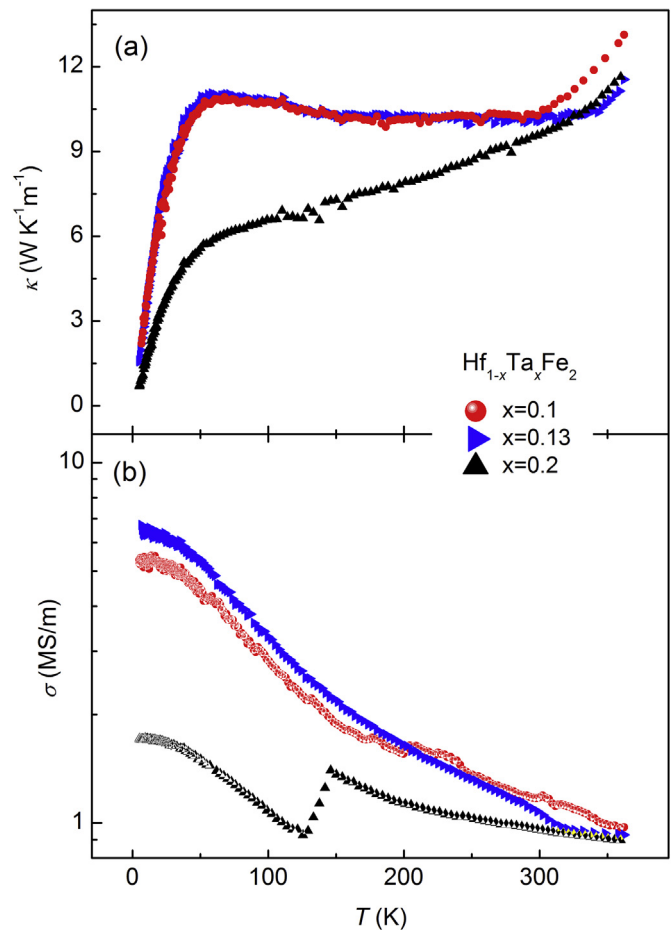 (a)
12
9
6
3
0
κ (W K⁻¹m⁻¹)
Hf₁₋ₓTaₓFe₂
x=0.1
x=0.13
x=0.2
(b)
10
1
σ (MS/m)
0 100 200 300
T (K)